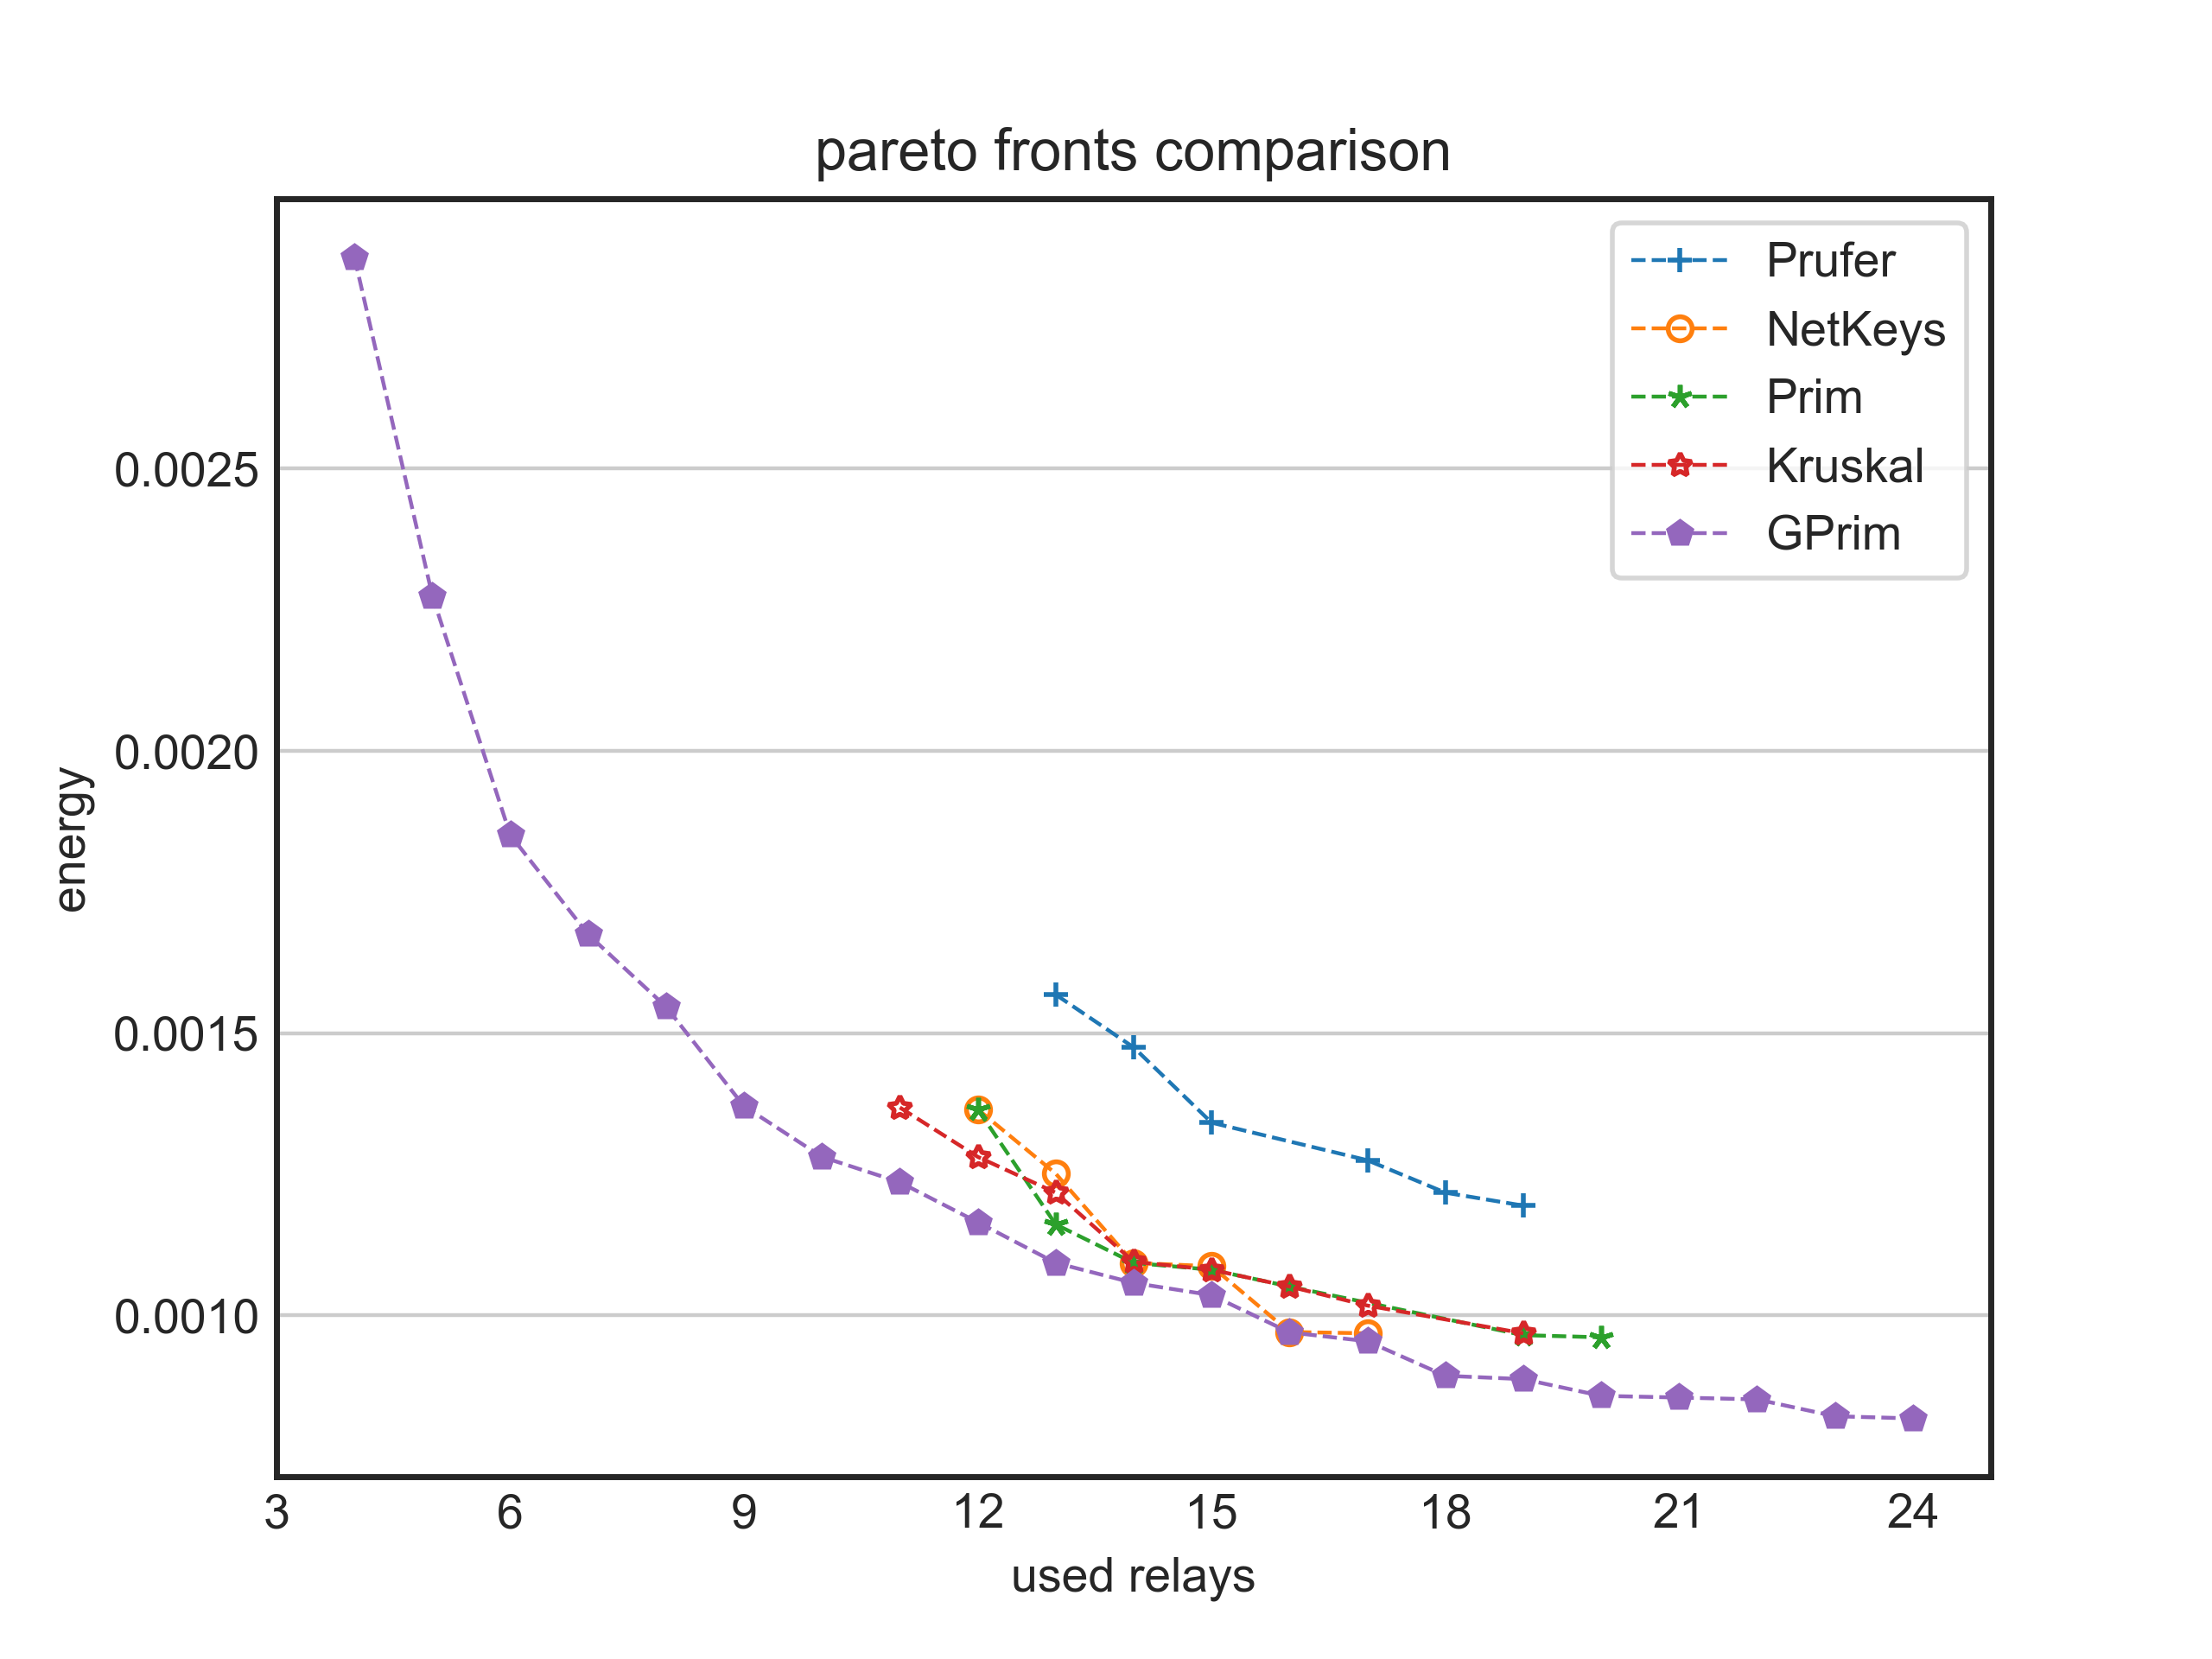 pareto fronts comparison
Prufer
NetKeys
Prim
Kruskal
GPrim
energy
0.0025
0.0020
0.0015
0.0010
3 6 9 12 15 18 21 24
used relays